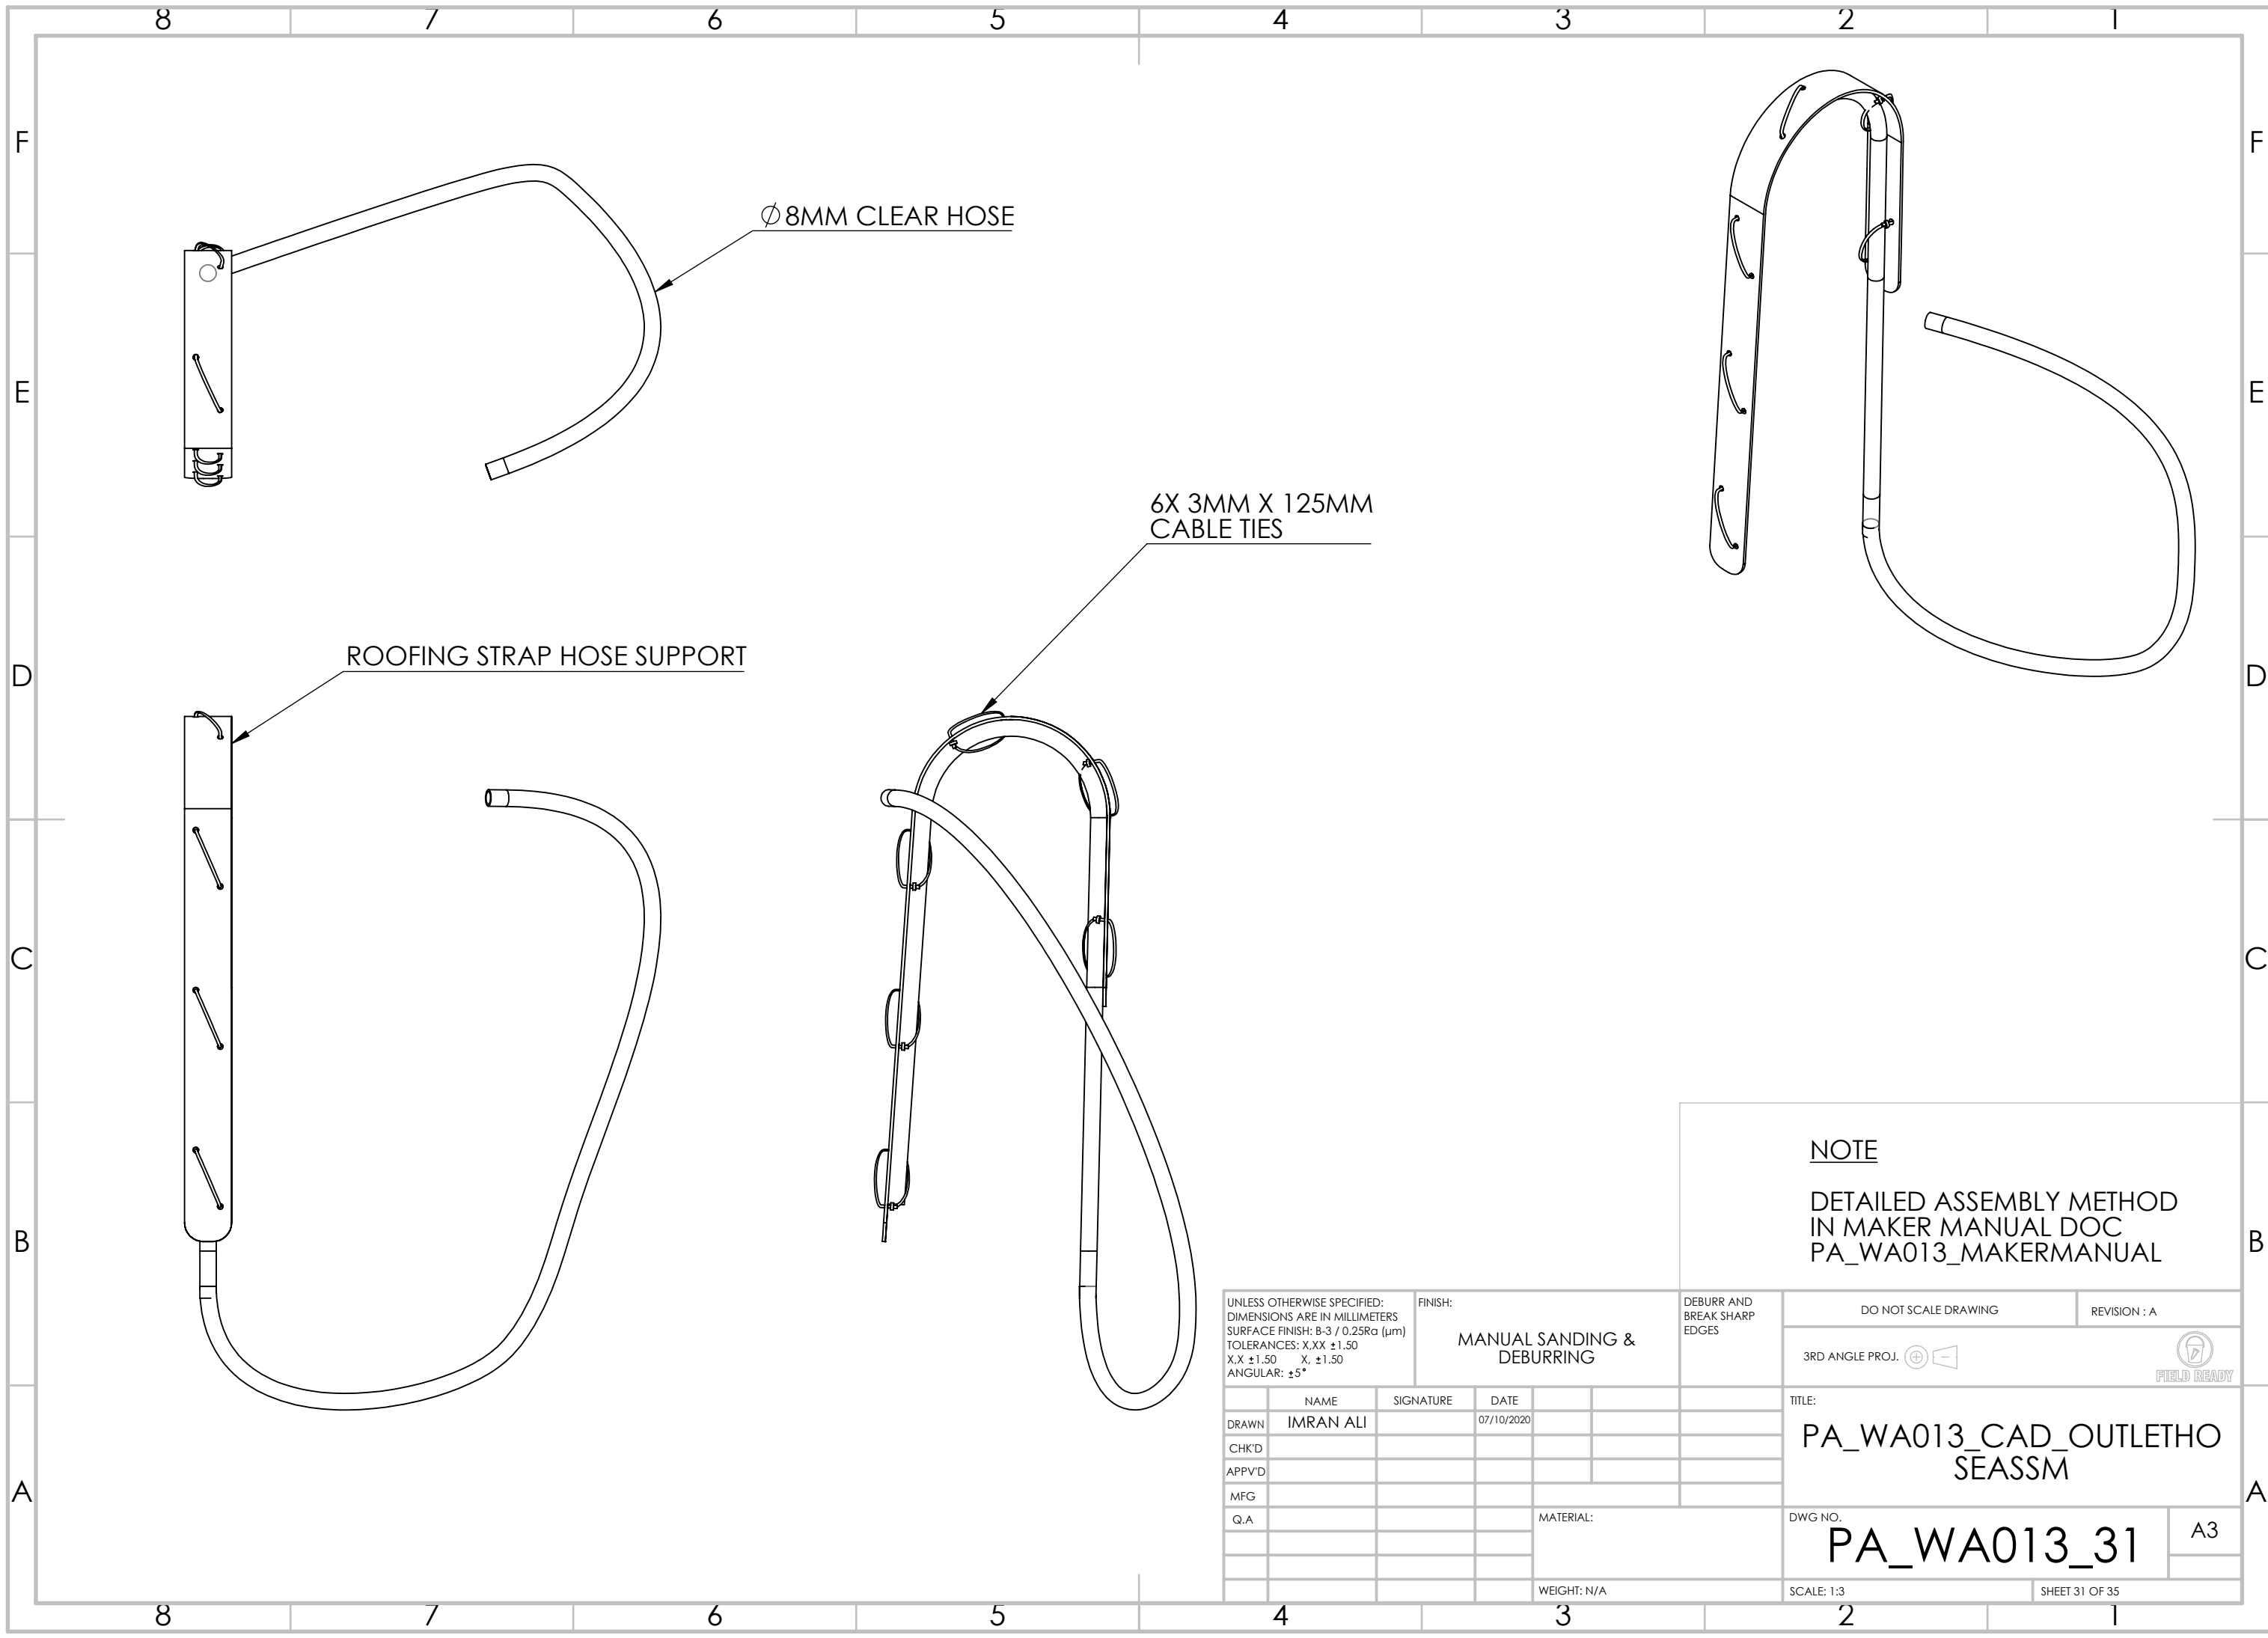 8 7 6 5 4 3 2 1
F F
E E
D D
C C
B B
A A
Ø8MM CLEAR HOSE
6X 3MM X 125MM
CABLE TIES
ROOFING STRAP HOSE SUPPORT
NOTE
DETAILED ASSEMBLY METHOD
IN MAKER MANUAL DOC
PA_WA013_MAKERMANUAL
UNLESS OTHERWISE SPECIFIED:
DIMENSIONS ARE IN MILLIMETERS
SURFACE FINISH: B-3 / 0.25Ra (µm)
TOLERANCES: X,XX ±1.50
X,X ±1.50 X, ±1.50
ANGULAR: ±5°
FINISH:
MANUAL SANDING &
DEBURRING
DEBURR AND
BREAK SHARP
EDGES
DO NOT SCALE DRAWING
REVISION : A
3RD ANGLE PROJ.
FIELD READY
NAME SIGNATURE DATE
DRAWN IMRAN ALI 07/10/2020
CHK'D
APPV'D
MFG
Q.A
MATERIAL:
WEIGHT: N/A
TITLE:
PA_WA013_CAD_OUTLETHO
SEASSM
DWG NO.
PA_WA013_31
A3
SCALE: 1:3
SHEET 31 OF 35
8 7 6 5 4 3 2 1